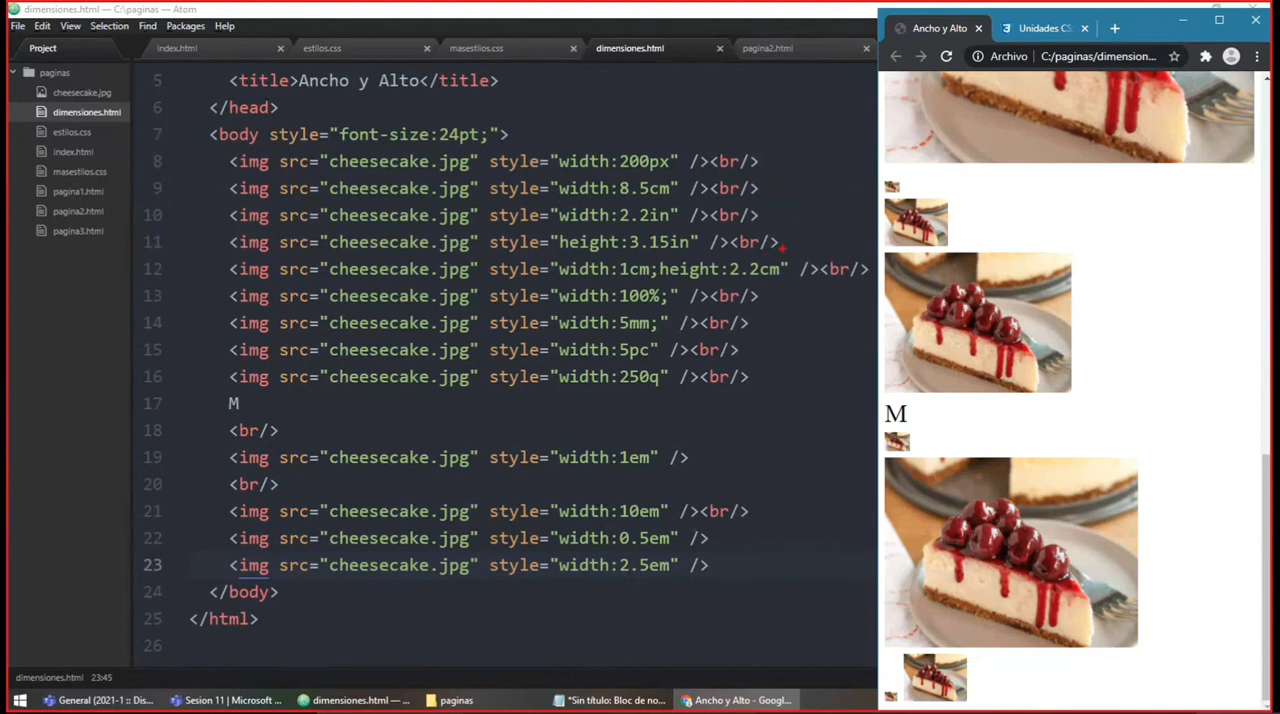 dimensiones.html — C:\paginas — Atom
File Edit View Selection Find Packages Help
Project
index.html
estilos.css
masestilos.css
dimensiones.html
pagina2.html
paginas
cheesecake.jpg
dimensiones.html
estilos.css
index.html
masestilos.css
pagina1.html
pagina2.html
pagina3.html
5 <title>Ancho y Alto</title>
6 </head>
7 <body style="font-size:24pt;">
8 <img src="cheesecake.jpg" style="width:200px" /><br/>
9 <img src="cheesecake.jpg" style="width:8.5cm" /><br/>
10 <img src="cheesecake.jpg" style="width:2.2in" /><br/>
11 <img src="cheesecake.jpg" style="height:3.15in" /><br/>
12 <img src="cheesecake.jpg" style="width:1cm;height:2.2cm" /><br/>
13 <img src="cheesecake.jpg" style="width:100%;" /><br/>
14 <img src="cheesecake.jpg" style="width:5mm;" /><br/>
15 <img src="cheesecake.jpg" style="width:5pc" /><br/>
16 <img src="cheesecake.jpg" style="width:250q" /><br/>
17 M
18 <br/>
19 <img src="cheesecake.jpg" style="width:1em" />
20 <br/>
21 <img src="cheesecake.jpg" style="width:10em" /><br/>
22 <img src="cheesecake.jpg" style="width:0.5em" />
23 <img src="cheesecake.jpg" style="width:2.5em" />
24 </body>
25 </html>
26
dimensiones.html 23:45
Ancho y Alto
Unidades CS
Archivo C:/paginas/dimension...
M
General (2021-1 :: Dis...
Sesion 11 | Microsoft ...
dimensiones.html — ...
paginas
*Sin título: Bloc de no...
Ancho y Alto - Googl...